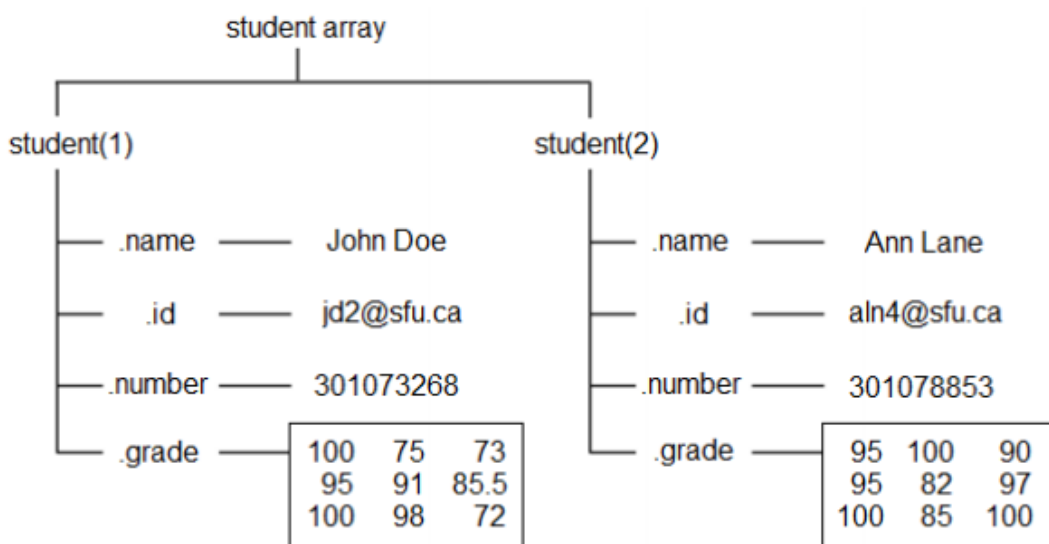 student array
student(1) student(2)
.name John Doe .name Ann Lane
.id jd2@sfu.ca .id aln4@sfu.ca
.number 301073268 .number 301078853
.grade 100 75 73 .grade 95 100 90
95 91 85.5 95 82 97
100 98 72 100 85 100